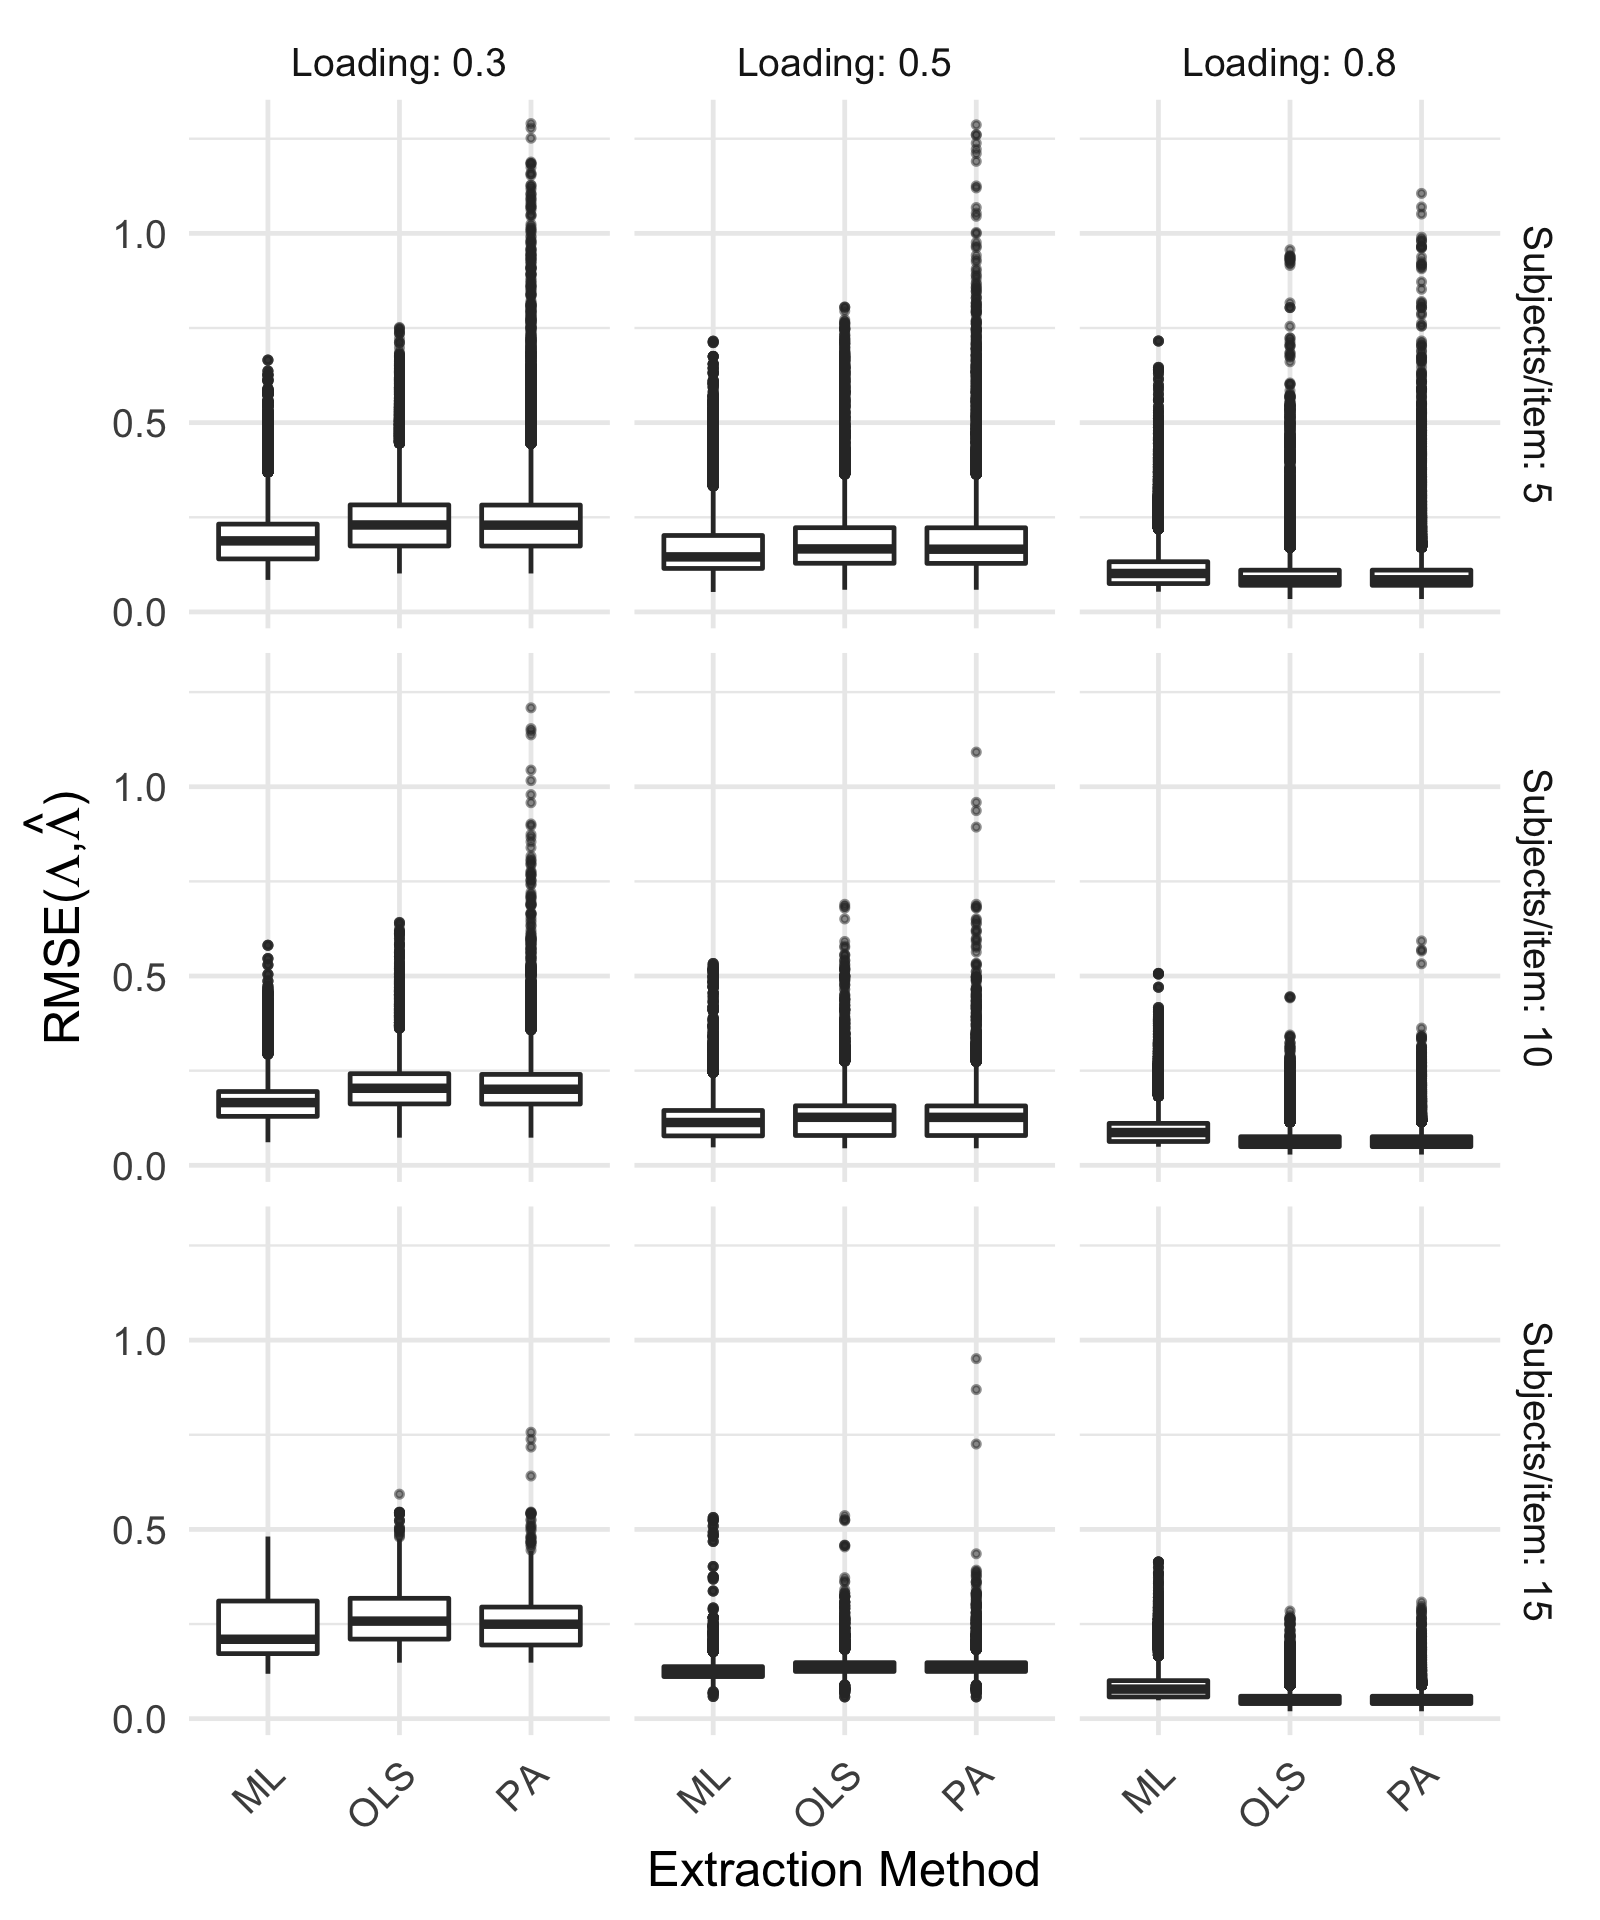 Loading: 0.3
Loading: 0.5
Loading: 0.8
1.0
0.5
0.0
Subjects/item: 5
1.0
0.5
0.0
Subjects/item: 10
1.0
0.5
0.0
Subjects/item: 15
RMSE(Λ,Λ̂)
ML
OLS
PA
ML
OLS
PA
ML
OLS
PA
Extraction Method